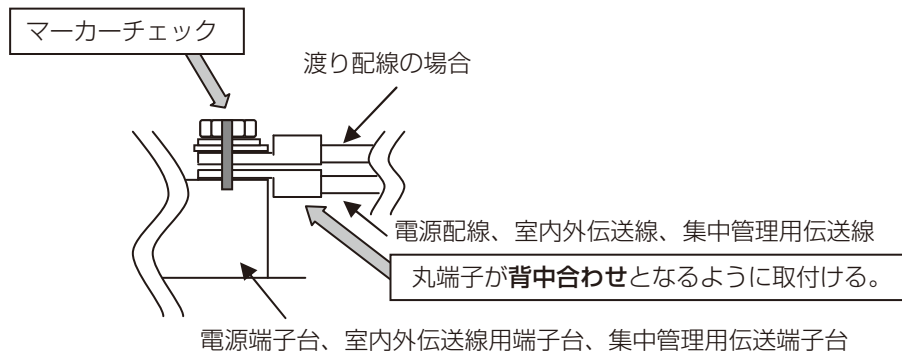 マーカーチェック
渡り配線の場合
電源配線、室内外伝送線、集中管理用伝送線
丸端子が背中合わせとなるように取付ける。
電源端子台、室内外伝送線用端子台、集中管理用伝送端子台